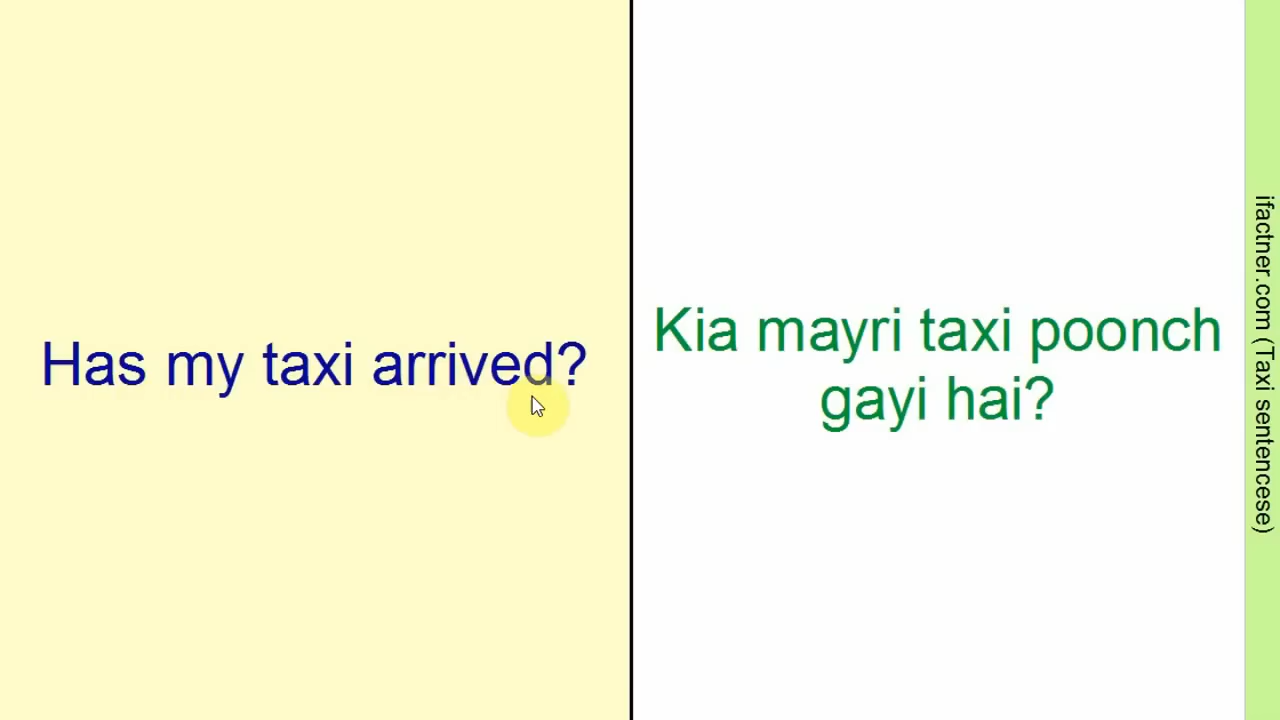 Has my taxi arrived?
Kia mayri taxi poonch
gayi hai?
ifactner.com (Taxi sentencese)